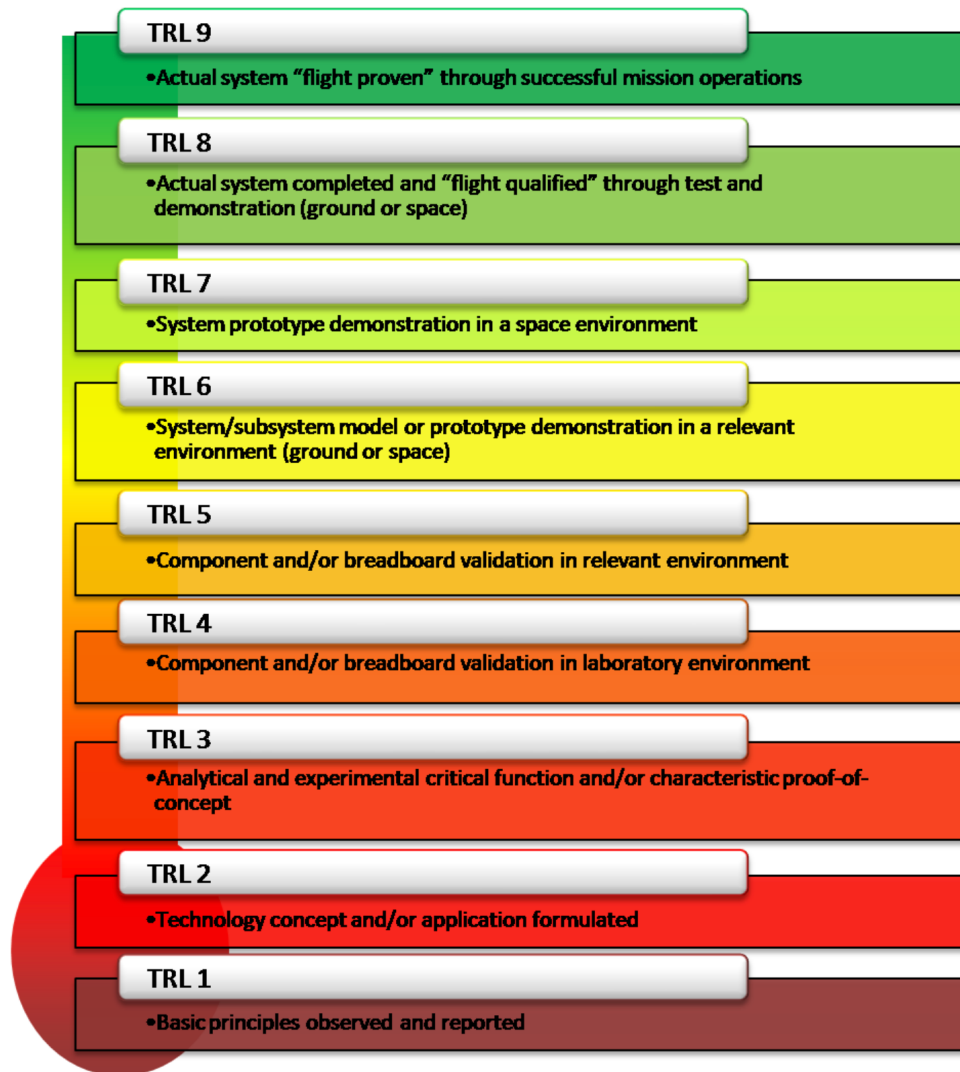 TRL 9
•Actual system “flight proven” through successful mission operations
TRL 8
•Actual system completed and “flight qualified” through test and
demonstration (ground or space)
TRL 7
•System prototype demonstration in a space environment
TRL 6
•System/subsystem model or prototype demonstration in a relevant
environment (ground or space)
TRL 5
•Component and/or breadboard validation in relevant environment
TRL 4
•Component and/or breadboard validation in laboratory environment
TRL 3
•Analytical and experimental critical function and/or characteristic proof-of-
concept
TRL 2
•Technology concept and/or application formulated
TRL 1
•Basic principles observed and reported